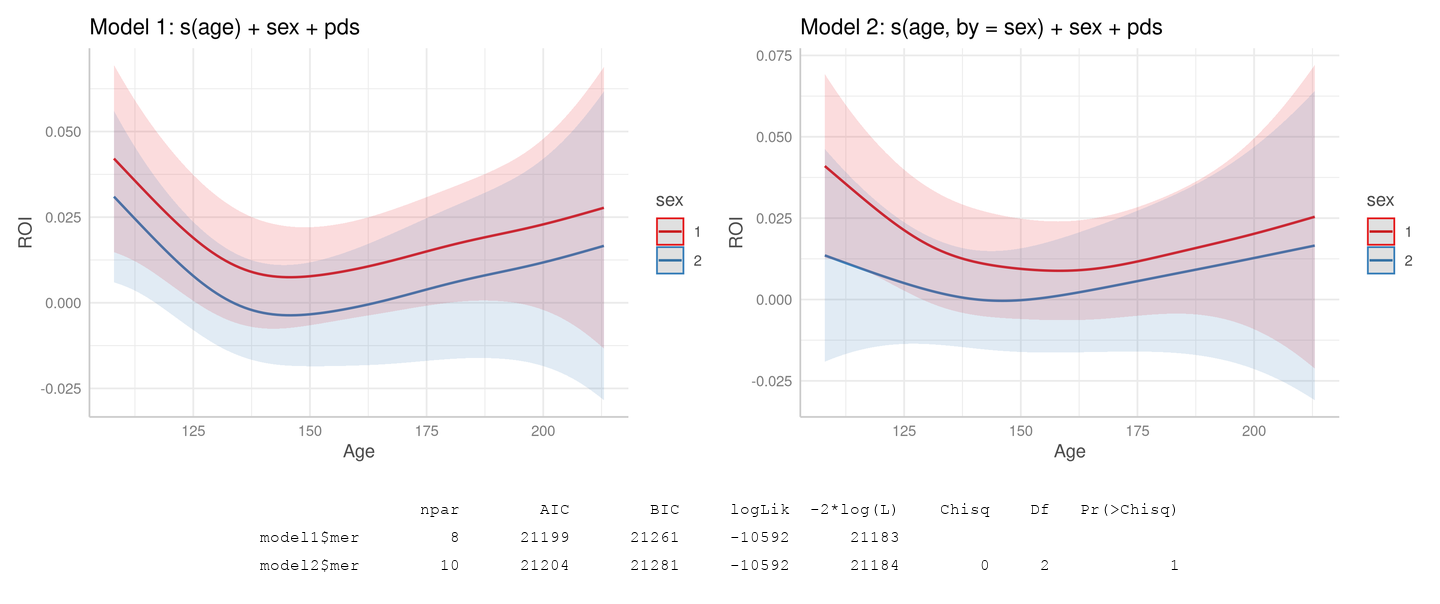 Model 1: s(age) + sex + pds
0.050
0.025
0.000
-0.025
ROI
125 150 175 200
Age
sex
1
2
Model 2: s(age, by = sex) + sex + pds
0.075
0.050
0.025
0.000
-0.025
ROI
125 150 175 200
Age
sex
1
2
npar AIC BIC logLik -2*log(L) Chisq Df Pr(>Chisq)
model1$mer 8 21199 21261 -10592 21183
model2$mer 10 21204 21281 -10592 21184 0 2 1